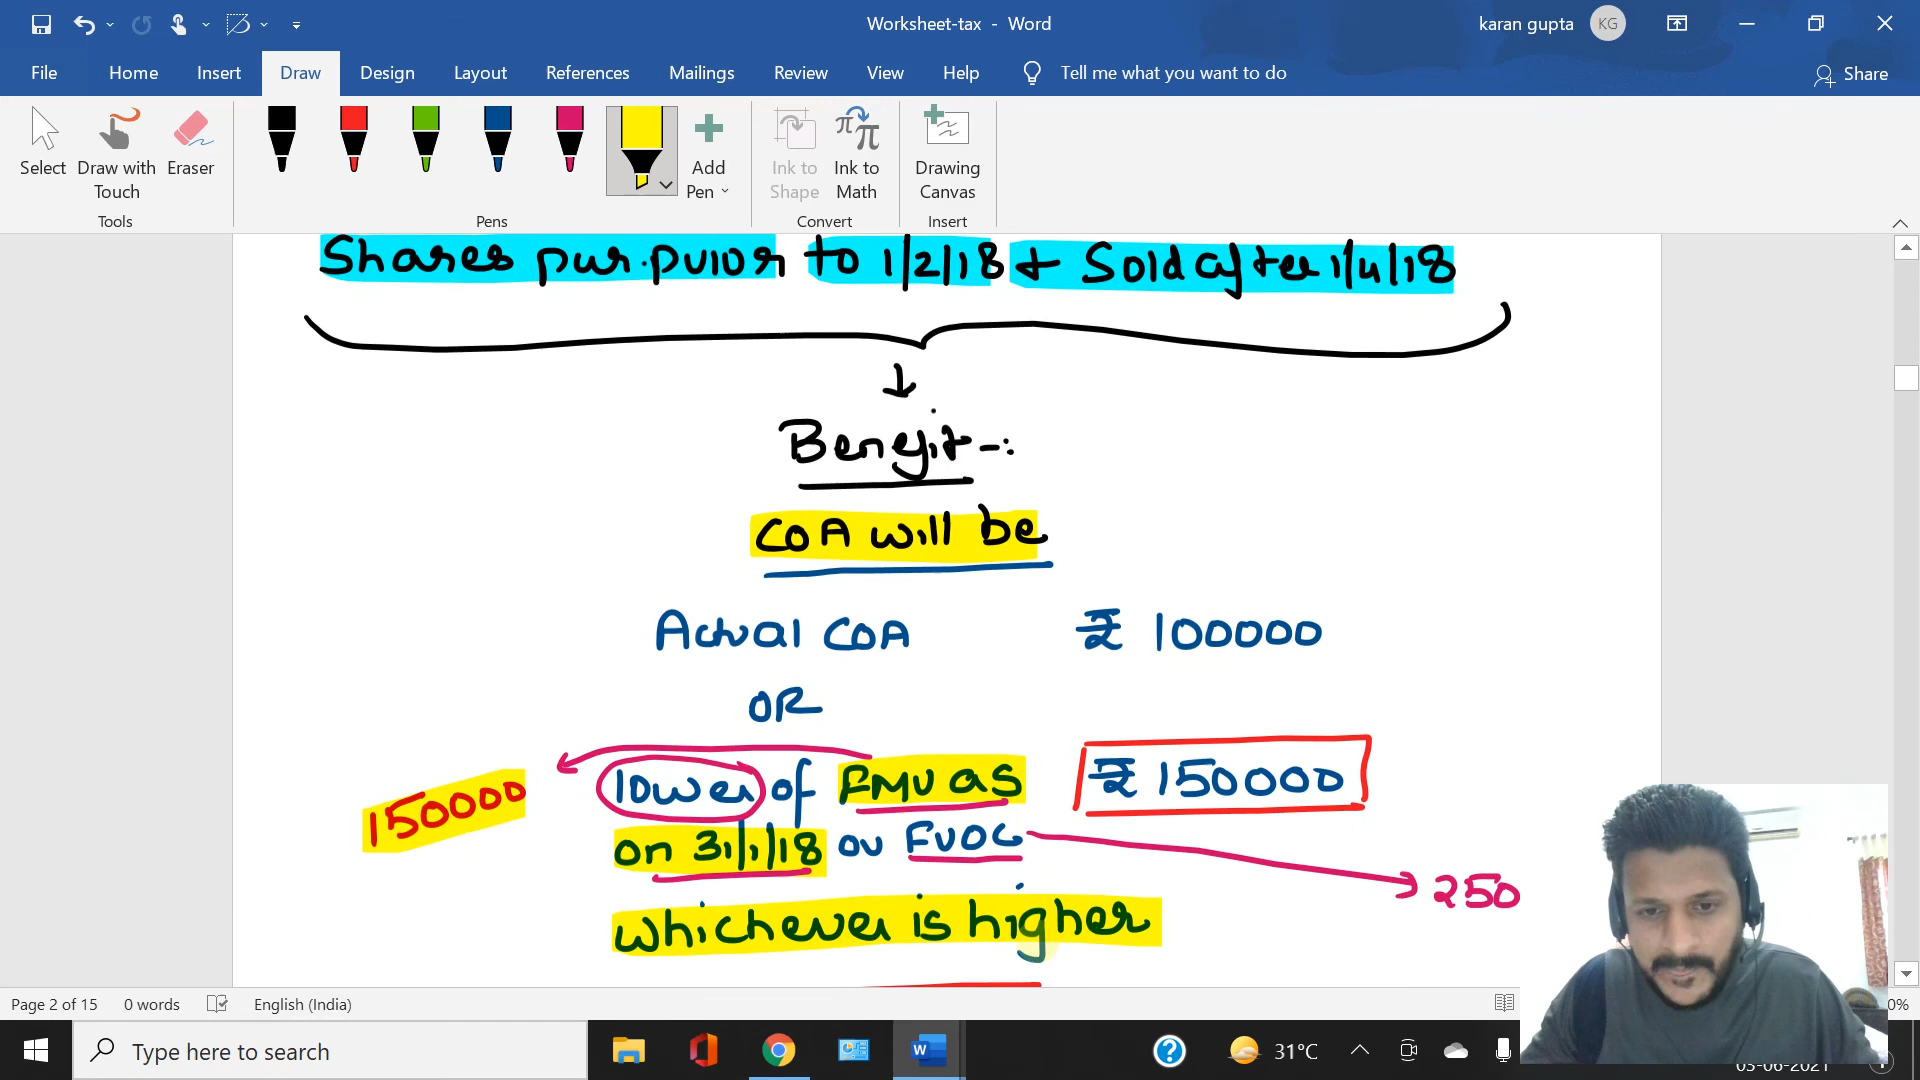 Worksheet-tax - Word
karan gupta
KG
File
Home
Insert
Draw
Design
Layout
References
Mailings
Review
View
Help
Tell me what you want to do
Share
Select
Draw with
Touch
Eraser
Add
Pen
Ink to
Shape
Ink to
Math
Drawing
Canvas
Tools
Pens
Convert
Insert
Shares pur. prior to 1/2/18 + Sold after 1/4/18
Benefit -:
COA will be
Actual COA ₹ 100000
OR
150000 lower of FMV as ₹ 150000
on 31/1/18 or FVOC
250
whichever is higher
Page 2 of 15
0 words
English (India)
0%
Type here to search
31°C
03-06-2021